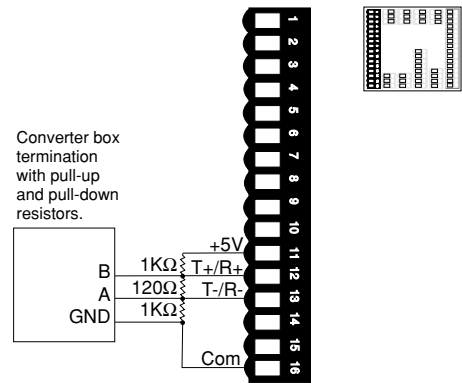 1
2
3
4
5
6
7
8
9
10
11
12
13
14
15
16
Converter box
termination
with pull-up
and pull-down
resistors.
+5V
B 1KΩ T+/R+
A 120Ω T-/R-
GND 1KΩ
Com